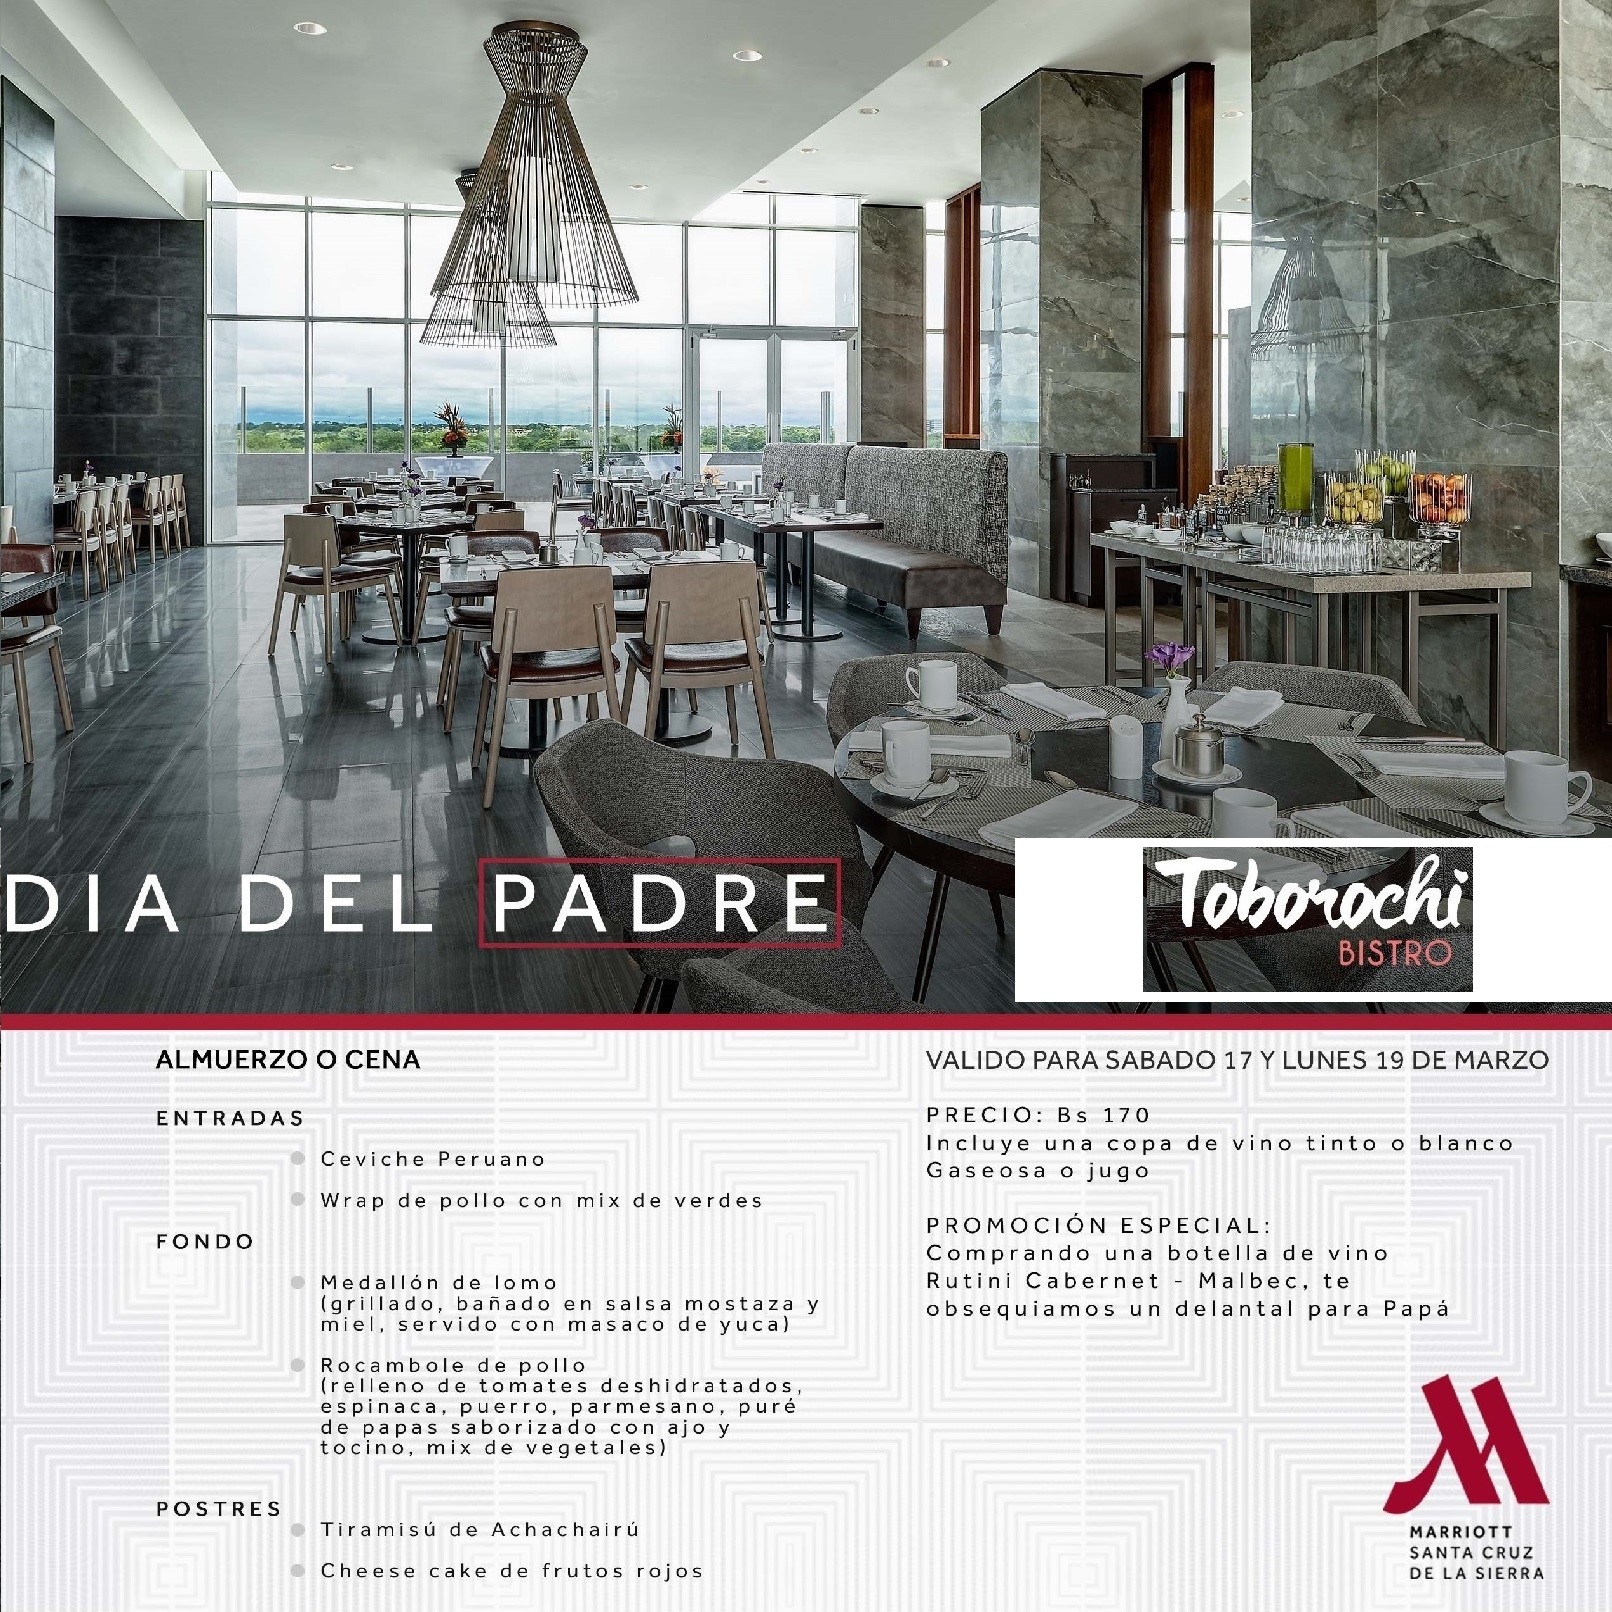 DIA DEL PADRE
Toborochi
BISTRO
ALMUERZO O CENA
ENTRADAS
Ceviche Peruano
Wrap de pollo con mix de verdes
FONDO
Medallón de lomo
(grillado, bañado en salsa mostaza y
miel, servido con masaco de yuca)
Rocambole de pollo
(relleno de tomates deshidratados,
espinaca, puerro, parmesano, puré
de papas saborizado con ajo y
tocino, mix de vegetales)
POSTRES
Tiramisú de Achachairú
Cheese cake de frutos rojos
VALIDO PARA SABADO 17 Y LUNES 19 DE MARZO
PRECIO: Bs 170
Incluye una copa de vino tinto o blanco
Gaseosa o jugo
PROMOCIÓN ESPECIAL:
Comprando una botella de vino
Rutini Cabernet - Malbec, te
obsequiamos un delantal para Papá
MARRIOTT
SANTA CRUZ
DE LA SIERRA